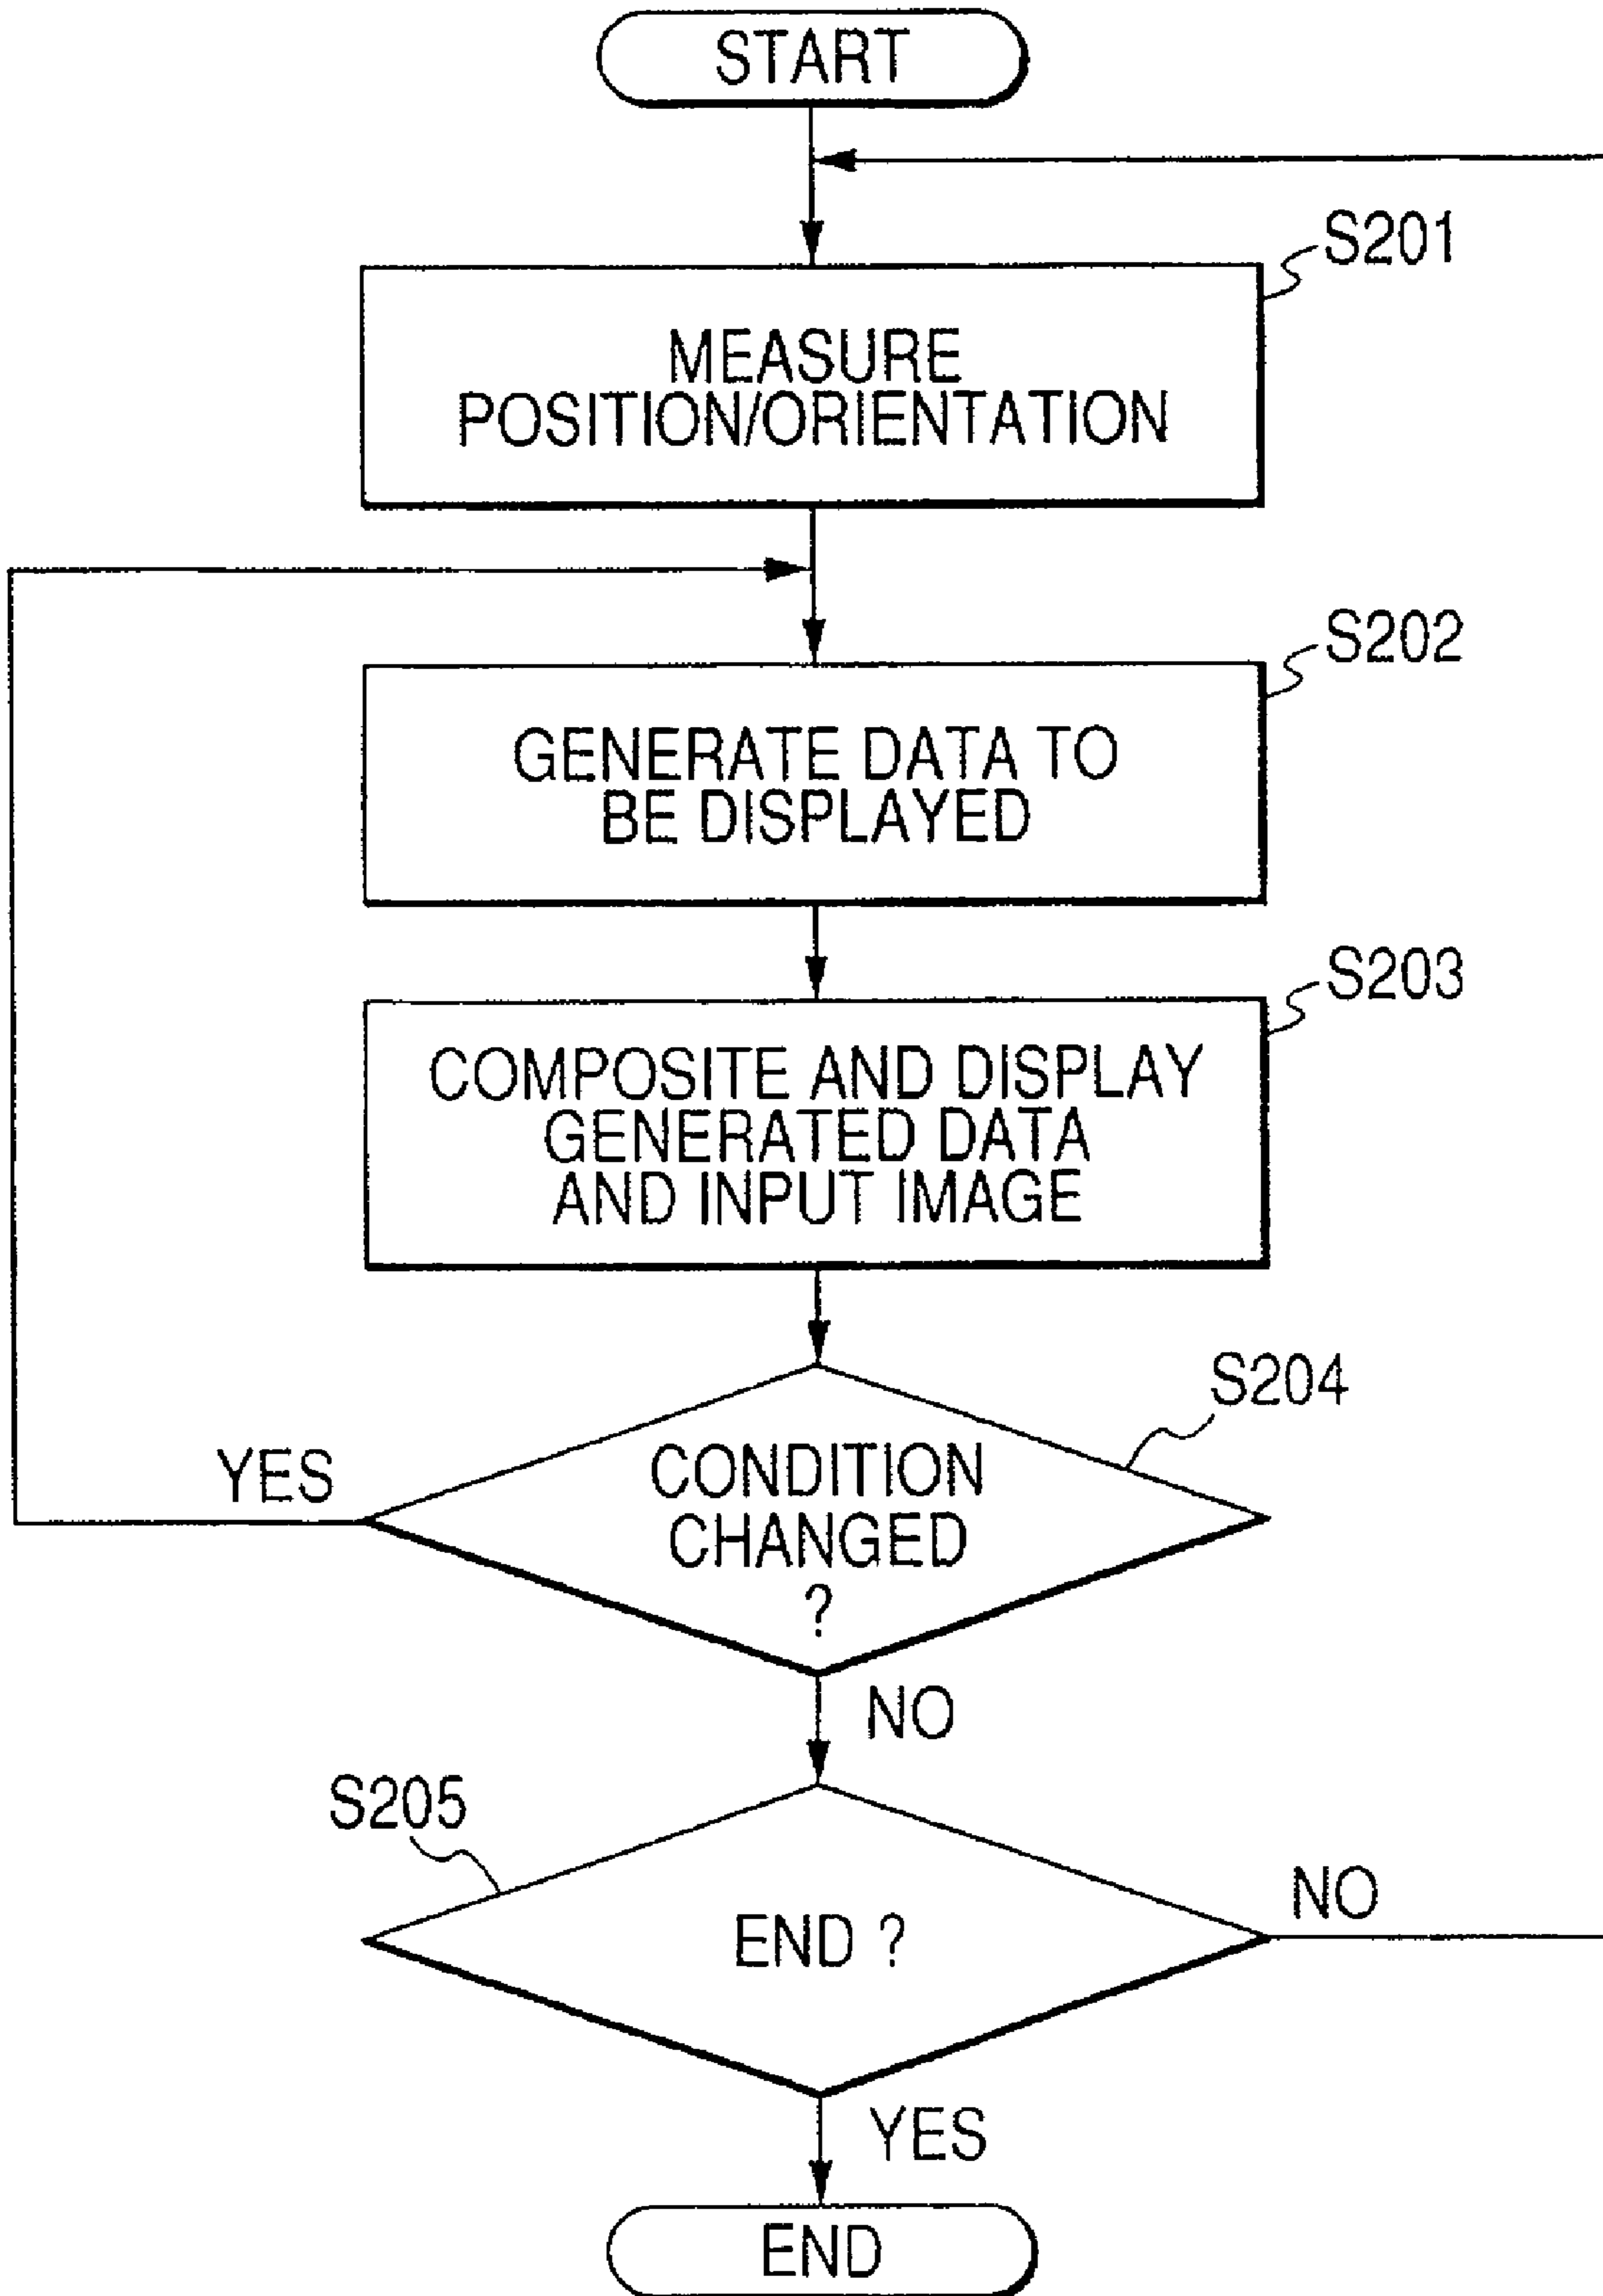 START
S201
MEASURE
POSITION/ORIENTATION
S202
GENERATE DATA TO
BE DISPLAYED
S203
COMPOSITE AND DISPLAY
GENERATED DATA
AND INPUT IMAGE
S204
YES
CONDITION
CHANGED
?
NO
S205
NO
END ?
YES
END